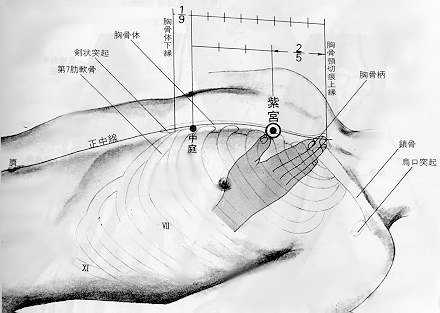 1/9
胸骨体下縁
胸骨体
剣状突起
第7肋軟骨
2/5
胸骨頸切痕上縁
紫宮
胸骨柄
中庭
正中線
臍
鎖骨
烏口突起
VII
XI